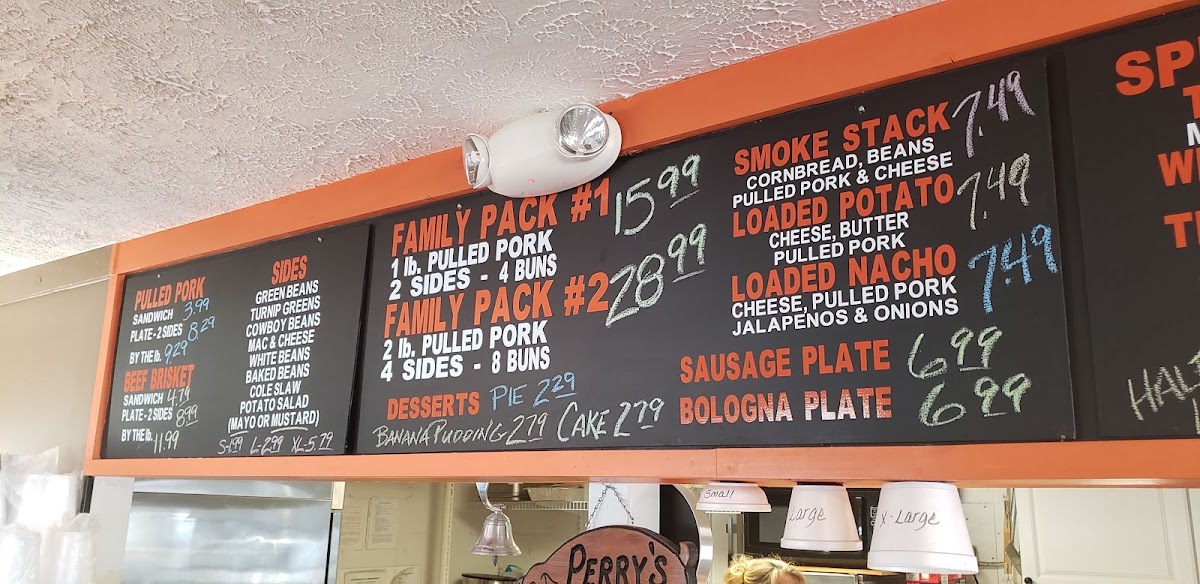 PULLED PORK
SANDWICH 3.99
PLATE - 2 SIDES 8.29
BY THE lb. 9.29
BEEF BRISKET
SANDWICH 4.79
PLATE - 2 SIDES 8.99
BY THE lb. 11.99
SIDES
GREEN BEANS
TURNIP GREENS
COWBOY BEANS
MAC & CHEESE
WHITE BEANS
BAKED BEANS
COLE SLAW
POTATO SALAD
(MAYO or MUSTARD)
S-1.99 L-2.99 XL-5.79
FAMILY PACK #1 15.99
1 lb. PULLED PORK
2 SIDES - 4 BUNS
FAMILY PACK #2 28.99
2 lb. PULLED PORK
4 SIDES - 8 BUNS
DESSERTS PIE 2.29
BANANA PUDDING 2.79 CAKE 2.79
SMOKE STACK 7.49
CORNBREAD, BEANS
PULLED PORK & CHEESE
LOADED POTATO 7.49
CHEESE, BUTTER
PULLED PORK
LOADED NACHO 7.49
CHEESE, PULLED PORK
JALAPENOS & ONIONS
SAUSAGE PLATE 6.99
BOLOGNA PLATE 6.99
Small
Large
X-Large
PERRY'S